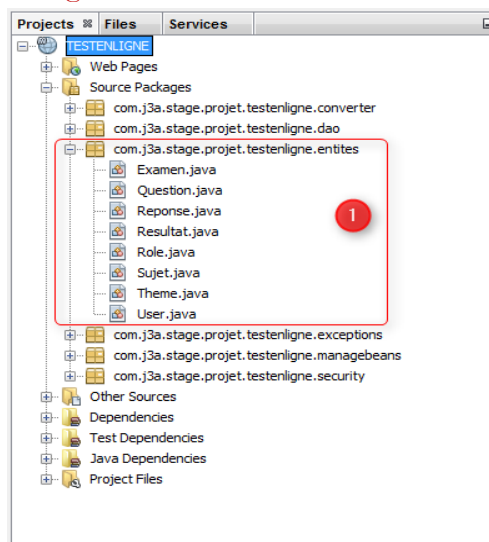 Projects Files Services
TESTENLIGNE
Web Pages
Source Packages
com.j3a.stage.projet.testenligne.converter
com.j3a.stage.projet.testenligne.dao
com.j3a.stage.projet.testenligne.entites
Examen.java
Question.java
Reponse.java
1
Resultat.java
Role.java
Sujet.java
Theme.java
User.java
com.j3a.stage.projet.testenligne.exceptions
com.j3a.stage.projet.testenligne.managebeans
com.j3a.stage.projet.testenligne.security
Other Sources
Dependencies
Test Dependencies
Java Dependencies
Project Files